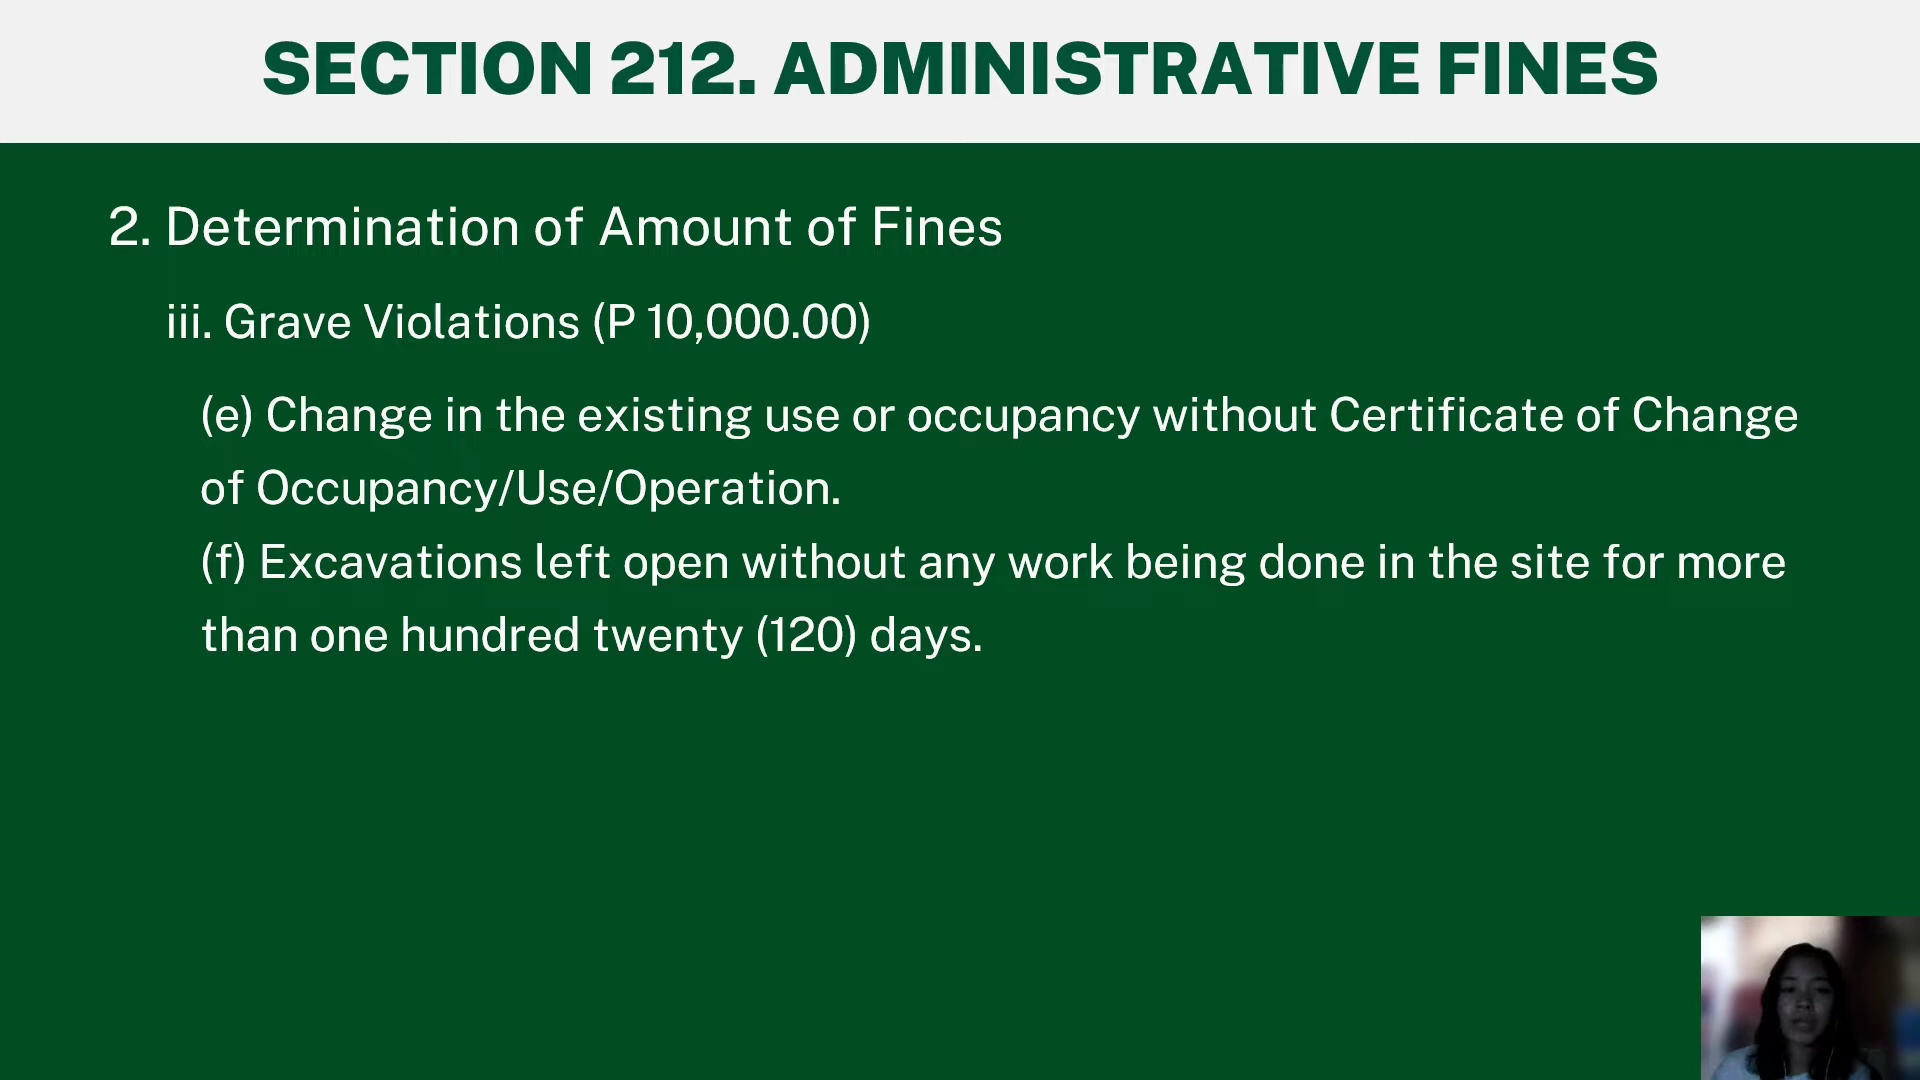 SECTION 212. ADMINISTRATIVE FINES
2. Determination of Amount of Fines
iii. Grave Violations (P 10,000.00)
(e) Change in the existing use or occupancy without Certificate of Change
of Occupancy/Use/Operation.
(f) Excavations left open without any work being done in the site for more
than one hundred twenty (120) days.